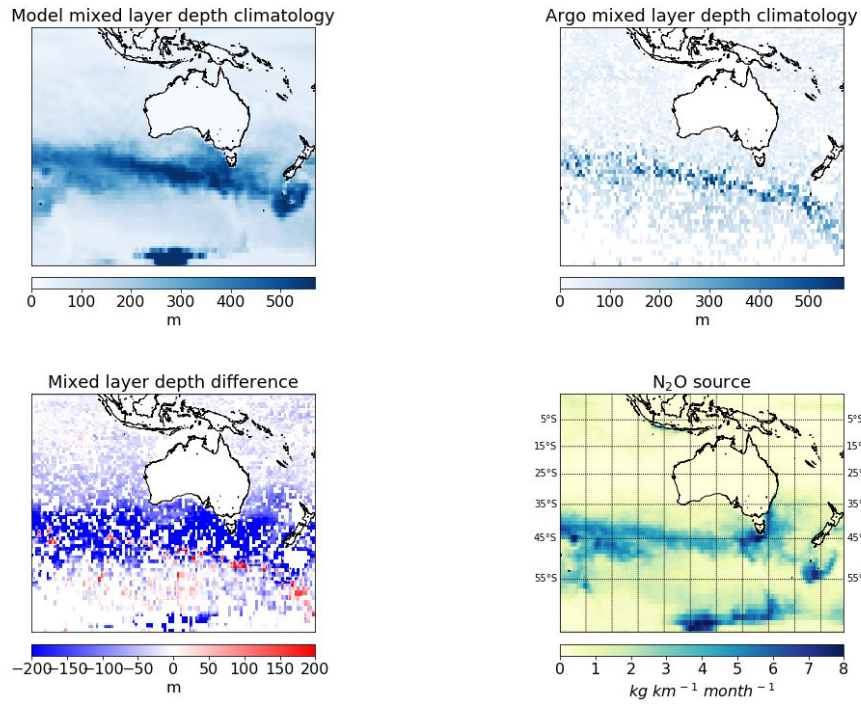 Model mixed layer depth climatology
Argo mixed layer depth climatology
0 100 200 300 400 500
m
0 100 200 300 400 500
m
Mixed layer depth difference
N₂O source
5°S
15°S
25°S
35°S
45°S
55°S
5°S
15°S
25°S
35°S
45°S
55°S
−200 −150 −100 −50 0 50 100 150 200
m
0 1 2 3 4 5 6 7 8
kg km⁻¹ month⁻¹